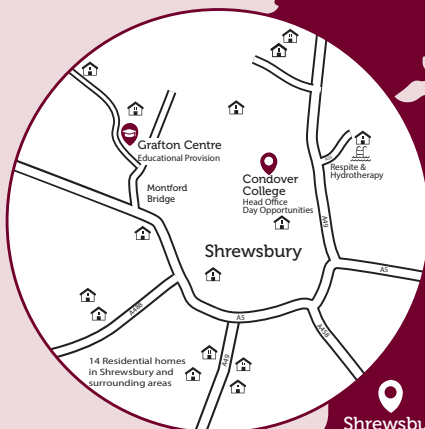 Grafton Centre
Educational Provision
Montford
Bridge
Condover
College
Head Office
Day Opportunities
Respite &
Hydrotherapy
A49
Shrewsbury
A5
A488
A5
A458
A49
14 Residential homes
in Shrewsbury and
surrounding areas
Shrewsbu